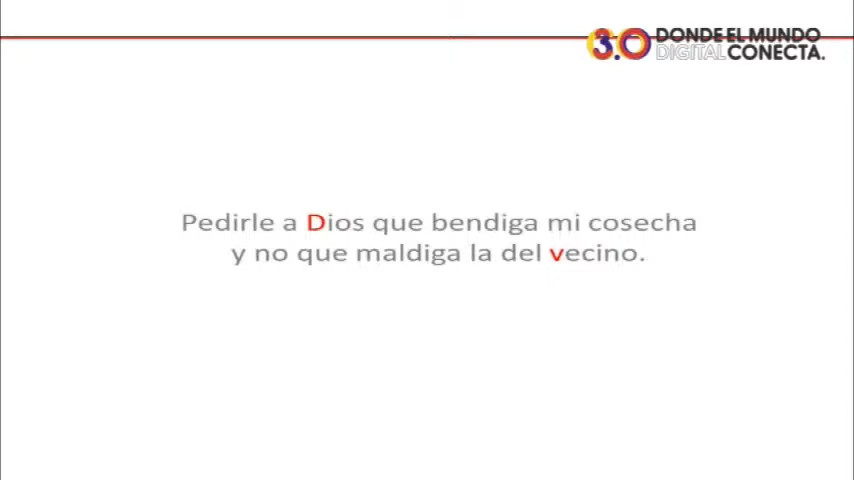 3.0 DONDE EL MUNDO
DIGITAL CONECTA.
Pedirle a Dios que bendiga mi cosecha
y no que maldiga la del vecino.